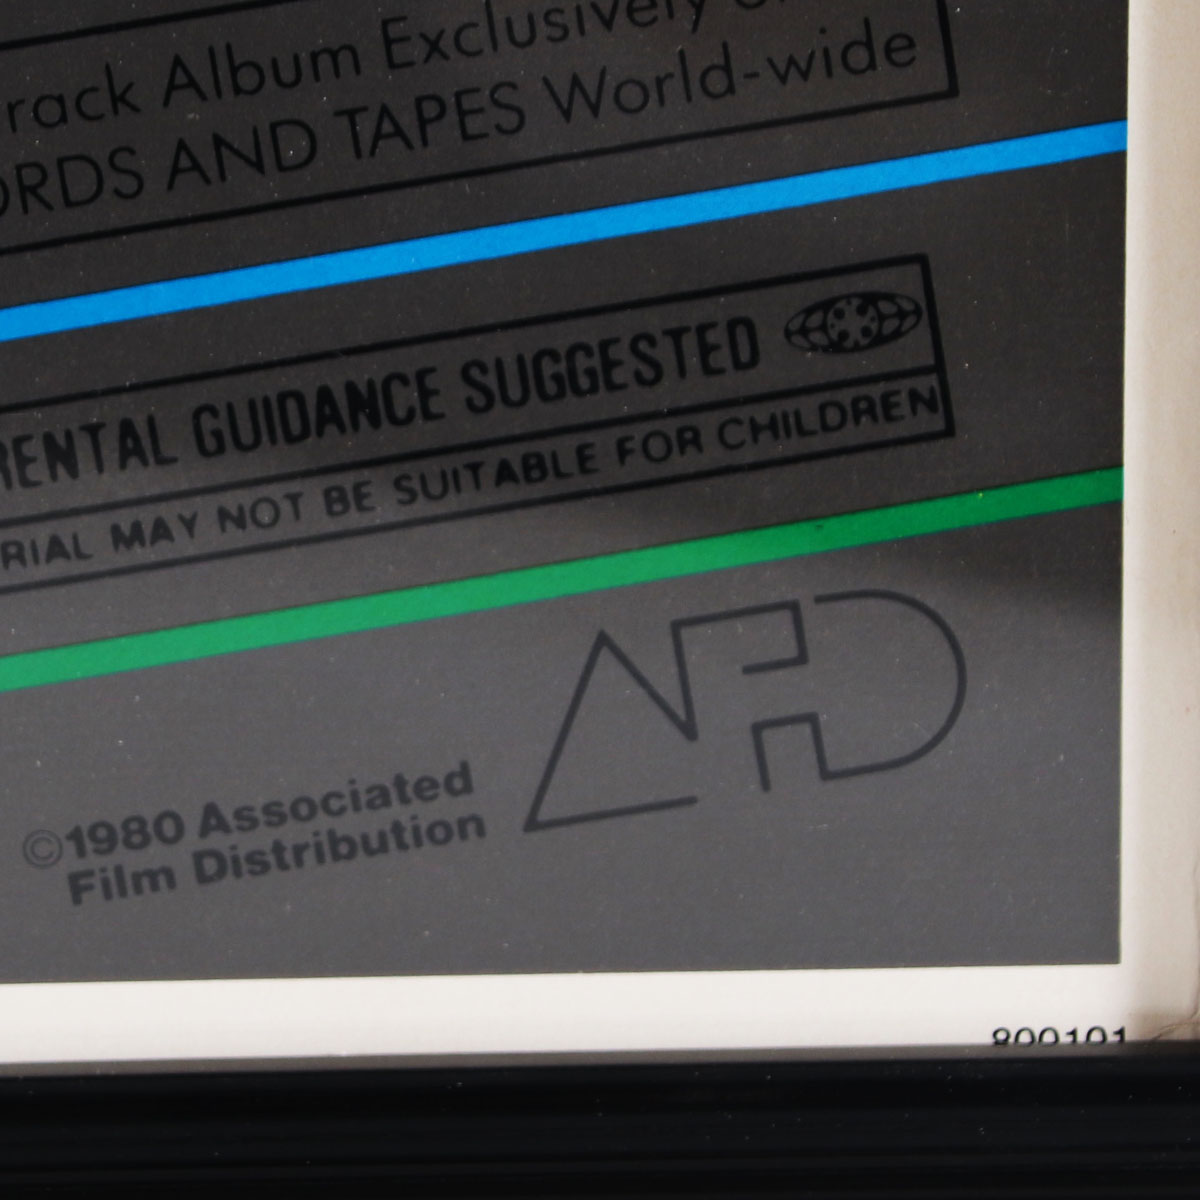 rack Album Exclusively
ORDS AND TAPES World-wide
RENTAL GUIDANCE SUGGESTED
RIAL MAY NOT BE SUITABLE FOR CHILDREN
AFD
©1980 Associated
Film Distribution
800101